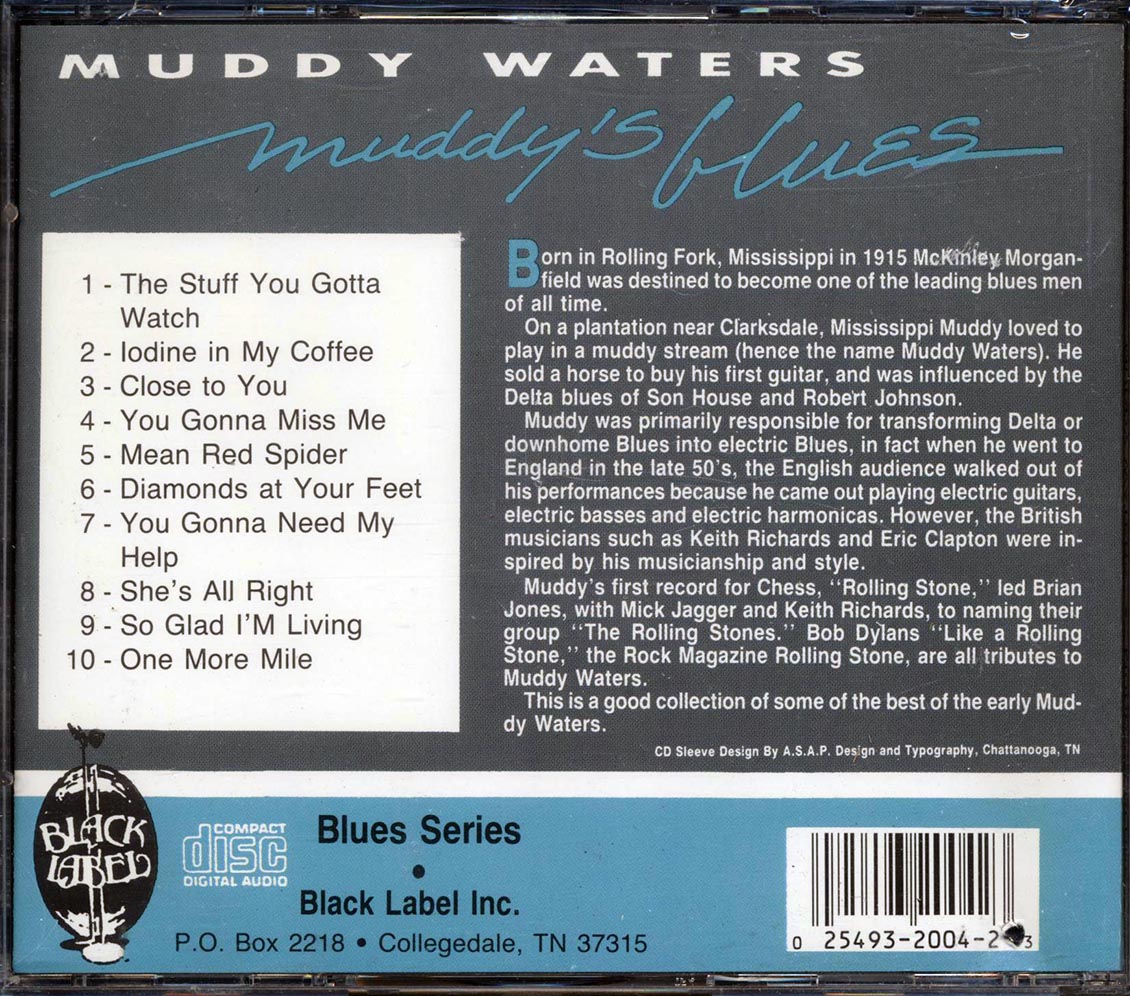 MUDDY WATERS
muddy's blues
1 - The Stuff You Gotta
Watch
2 - Iodine in My Coffee
3 - Close to You
4 - You Gonna Miss Me
5 - Mean Red Spider
6 - Diamonds at Your Feet
7 - You Gonna Need My
Help
8 - She's All Right
9 - So Glad I'M Living
10 - One More Mile
Born in Rolling Fork, Mississippi in 1915 McKinley Morgan-
field was destined to become one of the leading blues men
of all time.
On a plantation near Clarksdale, Mississippi Muddy loved to
play in a muddy stream (hence the name Muddy Waters). He
sold a horse to buy his first guitar, and was influenced by the
Delta blues of Son House and Robert Johnson.
Muddy was primarily responsible for transforming Delta or
downhome Blues into electric Blues, in fact when he went to
England in the late 50's, the English audience walked out of
his performances because he came out playing electric guitars,
electric basses and electric harmonicas. However, the British
musicians such as Keith Richards and Eric Clapton were in-
spired by his musicianship and style.
Muddy's first record for Chess, "Rolling Stone," led Brian
Jones, with Mick Jagger and Keith Richards, to naming their
group "The Rolling Stones." Bob Dylans "Like a Rolling
Stone," the Rock Magazine Rolling Stone, are all tributes to
Muddy Waters.
This is a good collection of some of the best of the early Mud-
dy Waters.
CD Sleeve Design By A.S.A.P. Design and Typography, Chattanooga, TN
BLACK
LABEL
COMPACT
disc
DIGITAL AUDIO
Blues Series
•
Black Label Inc.
P.O. Box 2218 • Collegedale, TN 37315
0 25493-2004-2 3